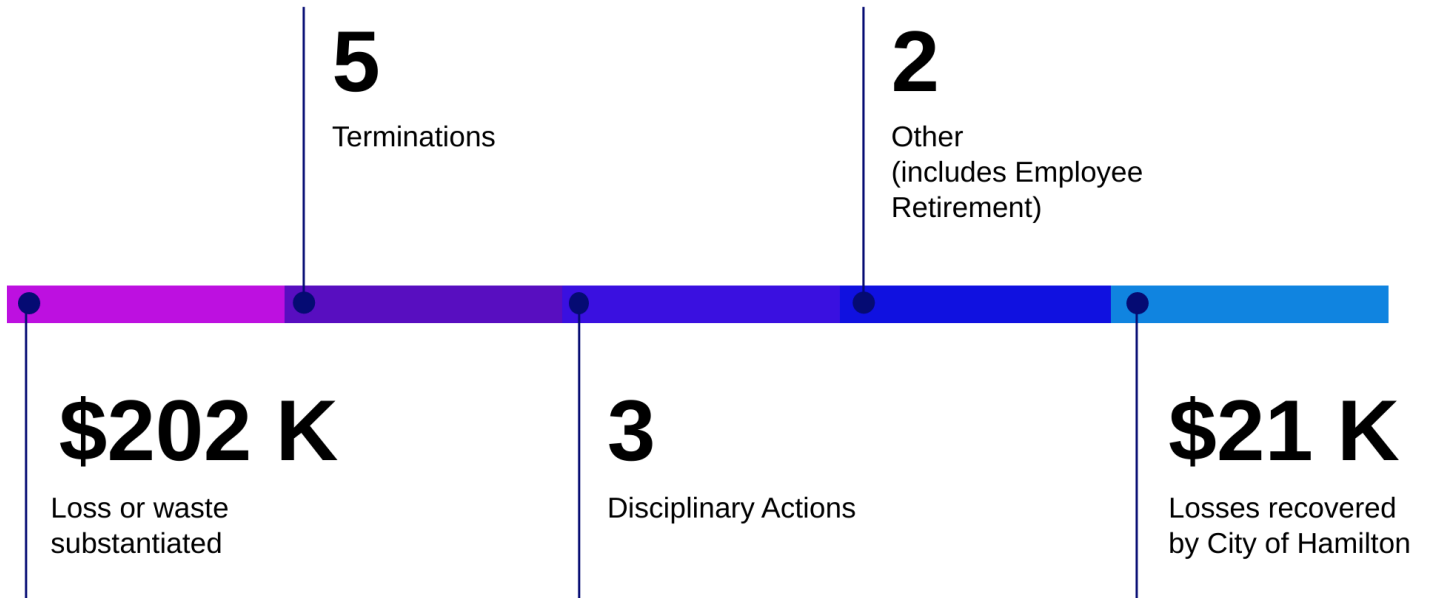 5
Terminations
2
Other
(includes Employee
Retirement)
$202 K
Loss or waste
substantiated
3
Disciplinary Actions
$21 K
Losses recovered
by City of Hamilton